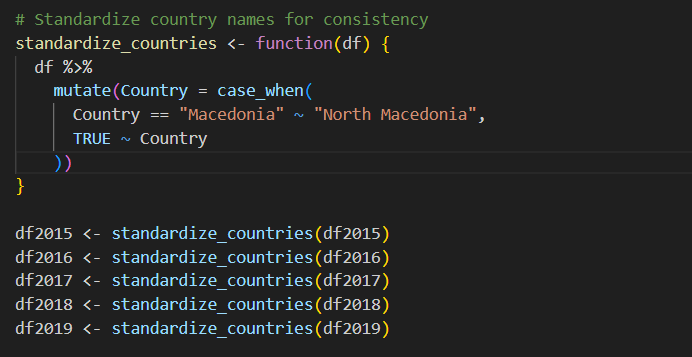 # Standardize country names for consistency
standardize_countries <- function(df) {
  df %>%
    mutate(Country = case_when(
      Country == "Macedonia" ~ "North Macedonia",
      TRUE ~ Country
    ))
}

df2015 <- standardize_countries(df2015)
df2016 <- standardize_countries(df2016)
df2017 <- standardize_countries(df2017)
df2018 <- standardize_countries(df2018)
df2019 <- standardize_countries(df2019)